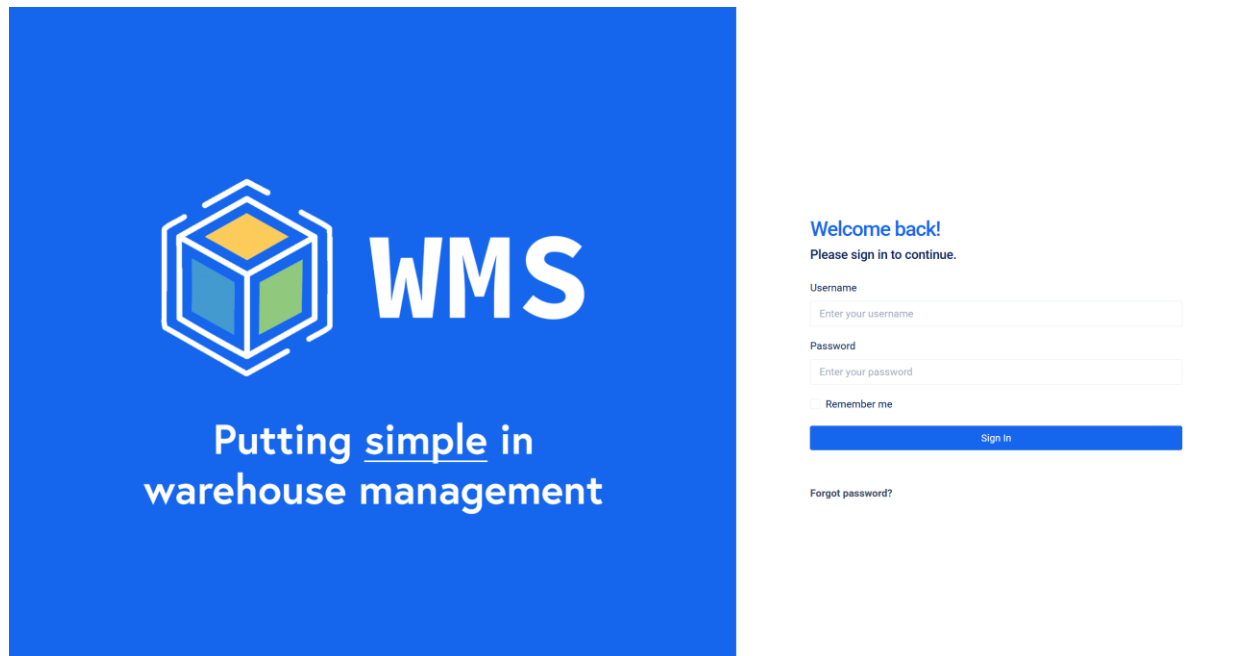 WMS
Putting simple in
warehouse management
Welcome back!
Please sign in to continue.
Username
Enter your username
Password
Enter your password
Remember me
Sign In
Forgot password?